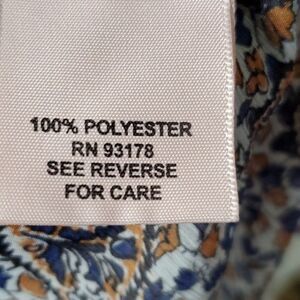 100% POLYESTER
RN 93178
SEE REVERSE
FOR CARE